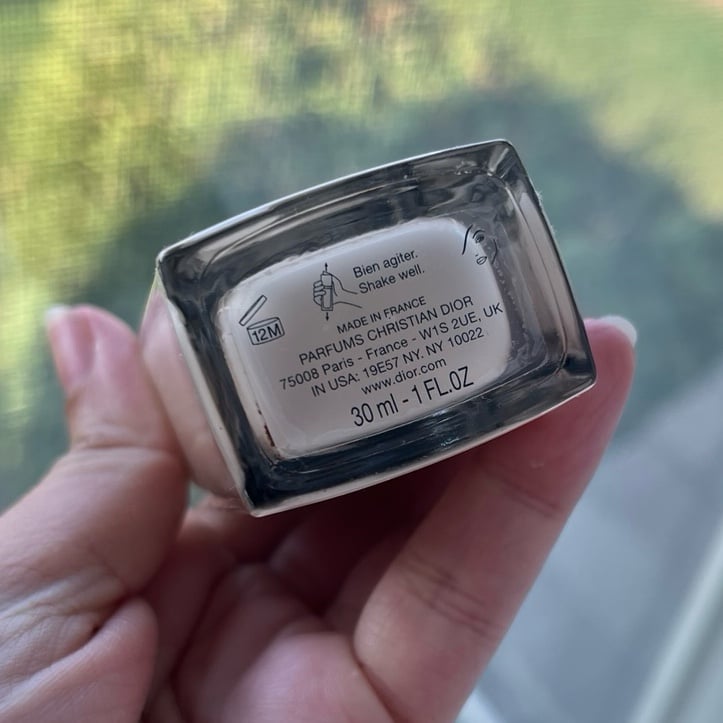 Bien agiter.
Shake well.
12M
MADE IN FRANCE
PARFUMS CHRISTIAN DIOR
75008 Paris - France - W1S 2UE, UK
IN USA: 19E57 NY. NY 10022
www.dior.com
30 ml - 1 FL.OZ